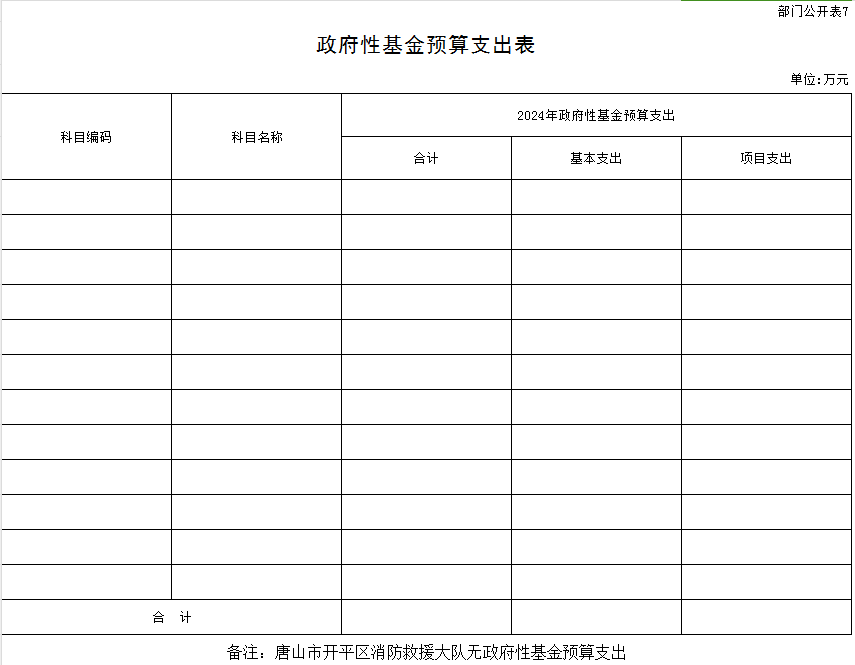 部门公开表7
政府性基金预算支出表
单位:万元
科目编码 科目名称 2024年政府性基金预算支出
合计 基本支出 项目支出
合 计
备注：唐山市开平区消防救援大队无政府性基金预算支出